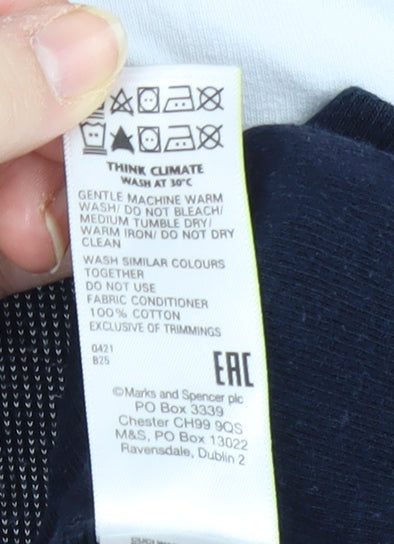 THINK CLIMATE
WASH AT 30°C
GENTLE MACHINE WARM
WASH/ DO NOT BLEACH/
MEDIUM TUMBLE DRY/
WARM IRON/ DO NOT DRY
CLEAN
WASH SIMILAR COLOURS
TOGETHER
DO NOT USE
FABRIC CONDITIONER
100% COTTON
EXCLUSIVE OF TRIMMINGS
0421
B25
EAC
©Marks and Spencer plc
PO Box 3339
Chester CH99 9QS
M&S, PO Box 13022
Ravensdale, Dublin 2